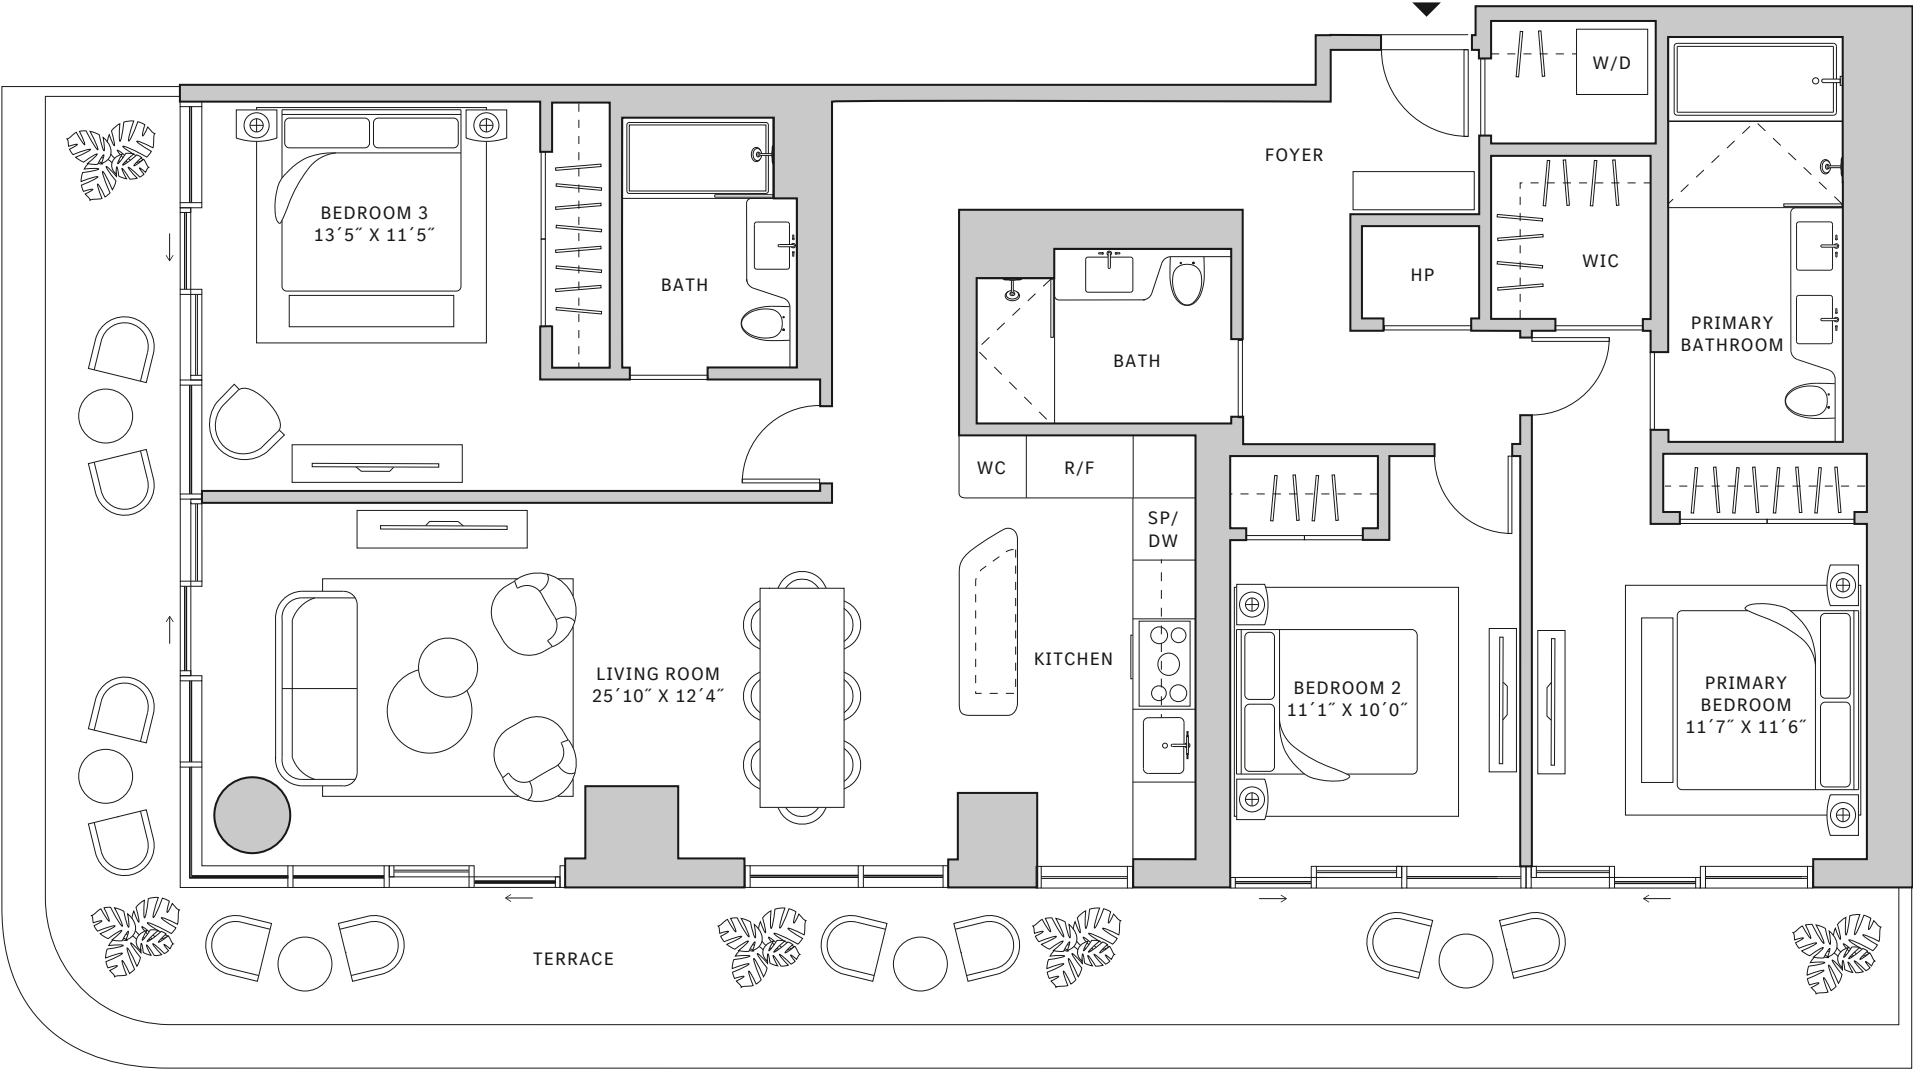 W/D
FOYER
BEDROOM 3
13´5˝ X 11´5˝
BATH
HP
WIC
PRIMARY
BATHROOM
BATH
WC
R/F
SP/
DW
LIVING ROOM
25´10˝ X 12´4˝
KITCHEN
BEDROOM 2
11´1˝ X 10´0˝
PRIMARY
BEDROOM
11´7˝ X 11´6˝
TERRACE